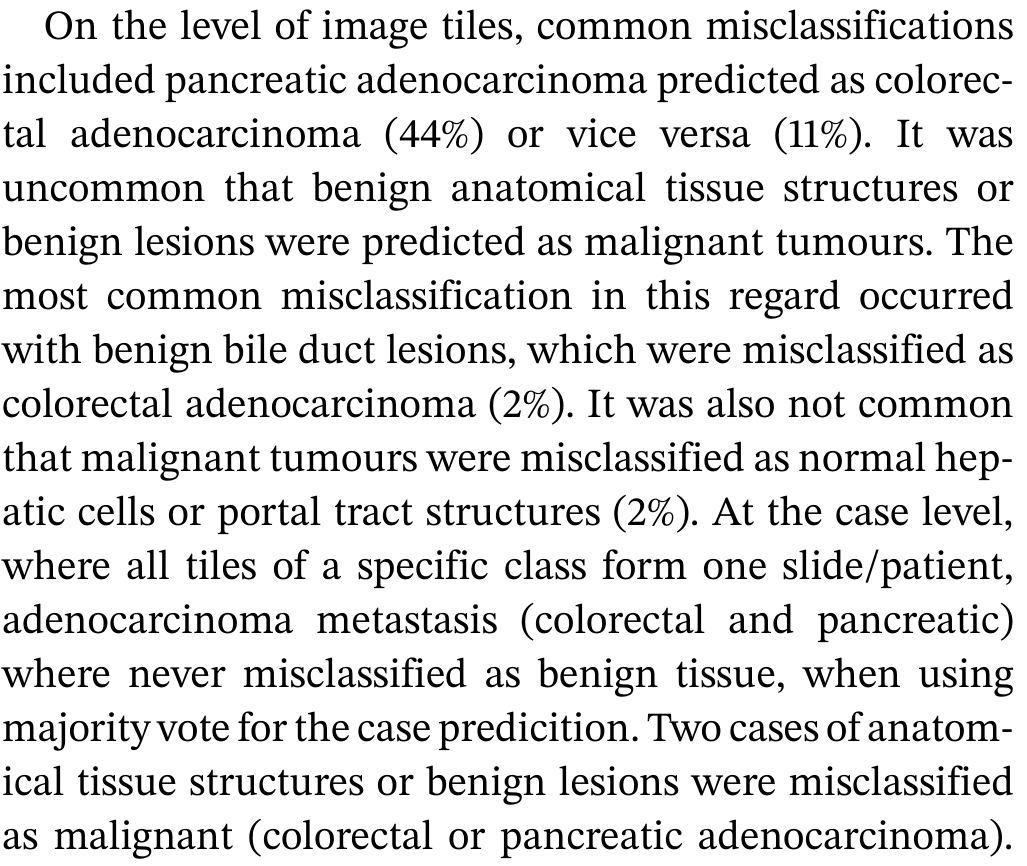 On the level of image tiles, common misclassifications
included pancreatic adenocarcinoma predicted as colorec-
tal adenocarcinoma (44%) or vice versa (11%). It was
uncommon that benign anatomical tissue structures or
benign lesions were predicted as malignant tumours. The
most common misclassification in this regard occurred
with benign bile duct lesions, which were misclassified as
colorectal adenocarcinoma (2%). It was also not common
that malignant tumours were misclassified as normal hep-
atic cells or portal tract structures (2%). At the case level,
where all tiles of a specific class form one slide/patient,
adenocarcinoma metastasis (colorectal and pancreatic)
where never misclassified as benign tissue, when using
majority vote for the case predicition. Two cases of anatom-
ical tissue structures or benign lesions were misclassified
as malignant (colorectal or pancreatic adenocarcinoma).